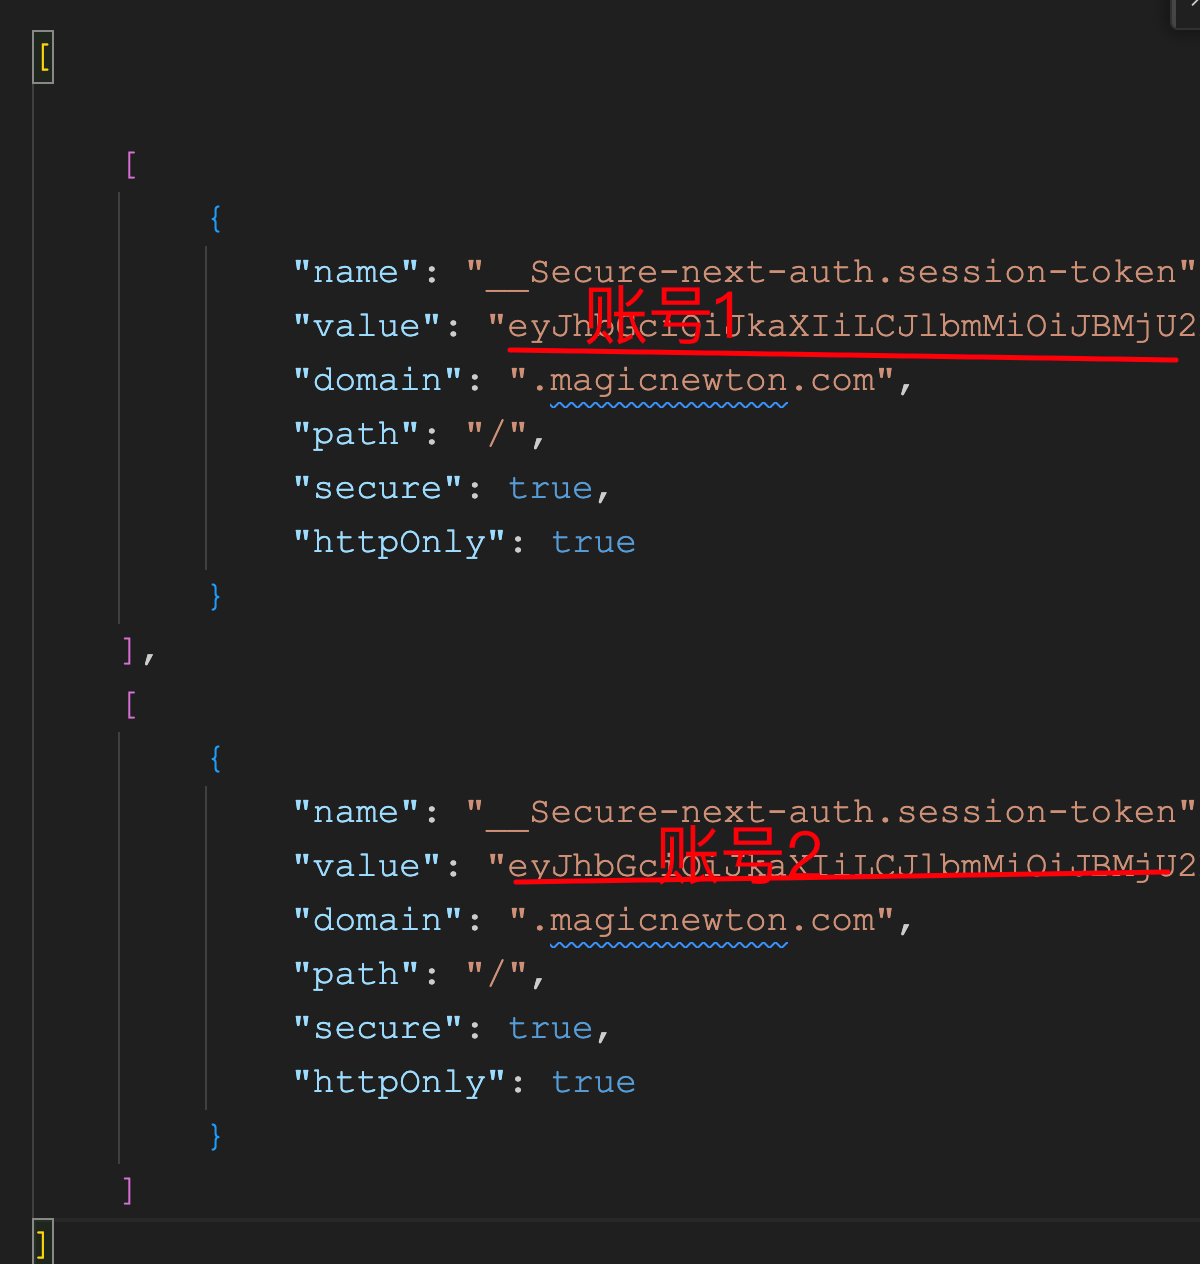 [
[
{
"name": "__Secure-next-auth.session-token"
账号1
"value": "eyJhbGciOiJkaXIiLCJlbmMiOiJBMjU2
"domain": ".magicnewton.com",
"path": "/",
"secure": true,
"httpOnly": true
}
],
[
{
"name": "__Secure-next-auth.session-token"
账号2
"value": "eyJhbGciOiJkaXIiLCJlbmMiOiJBMjU2
"domain": ".magicnewton.com",
"path": "/",
"secure": true,
"httpOnly": true
}
]
]